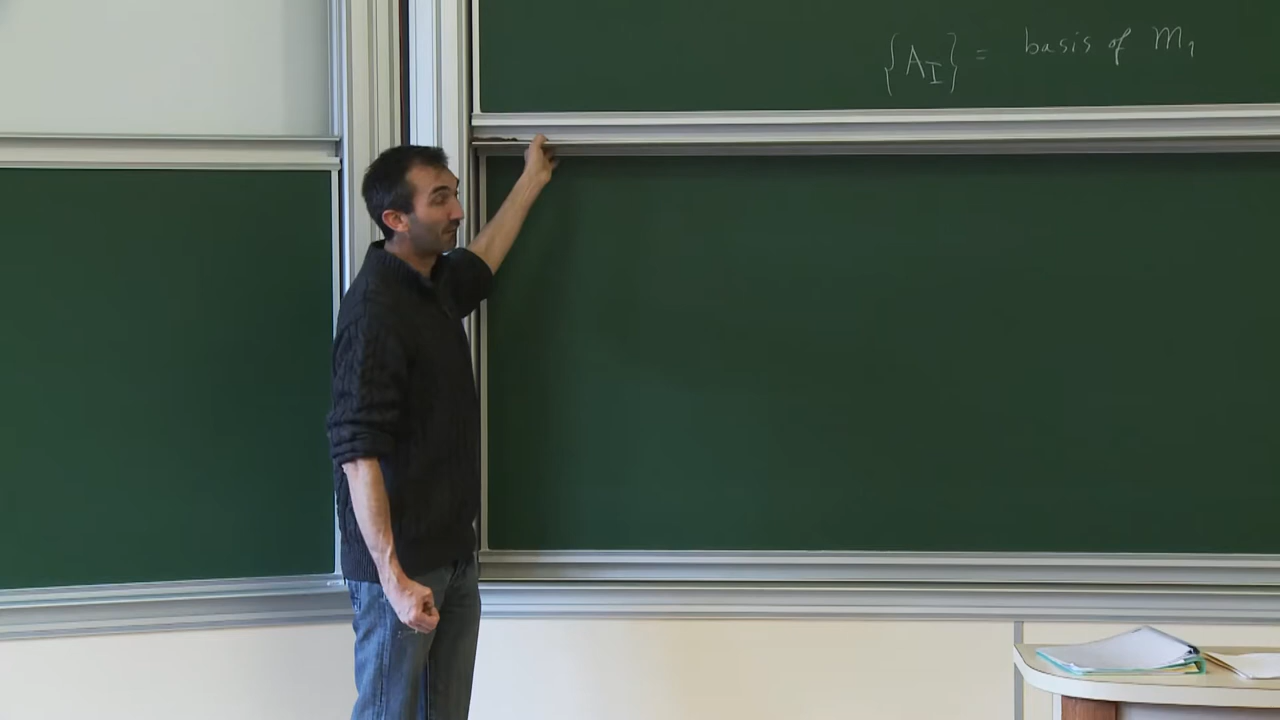 {A_I} = basis of M_1